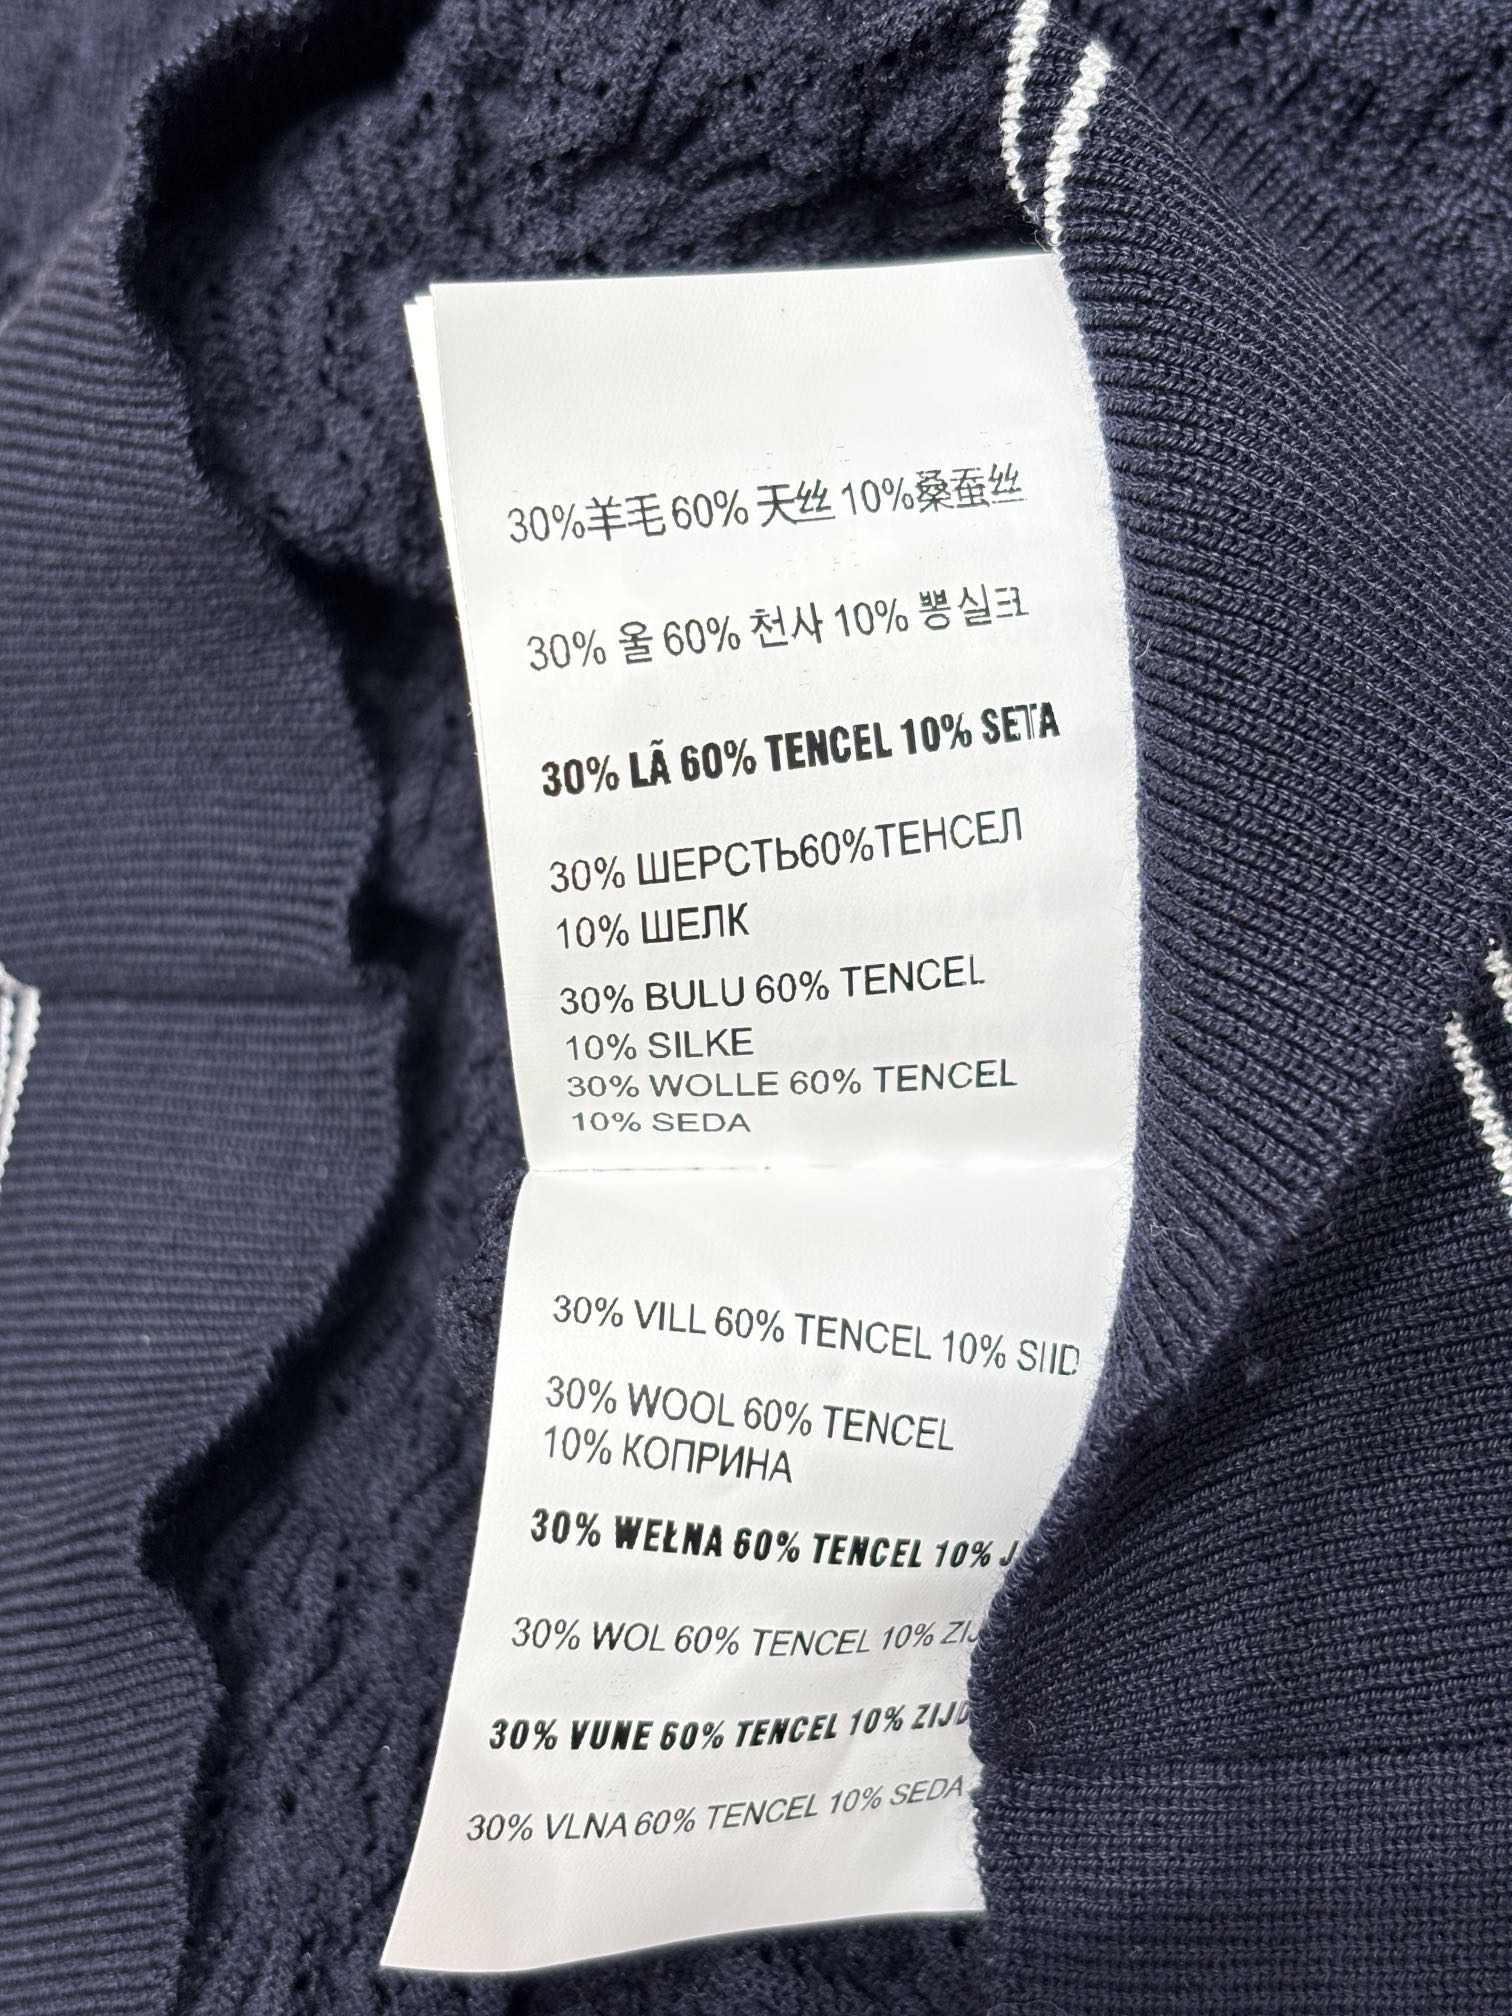 30%羊毛 60% 天丝 10%桑蚕丝
30% 울 60% 천사 10% 뽕실크
30% LÃ 60% TENCEL 10% SETA
30% ШЕРСТЬ60%ТЕНСЕЛ
10% ШЕЛК
30% BULU 60% TENCEL
10% SILKE
30% WOLLE 60% TENCEL
10% SEDA
30% VILL 60% TENCEL 10% SIID
30% WOOL 60% TENCEL
10% КОПРИНА
30% WEŁNA 60% TENCEL 10%
30% WOL 60% TENCEL 10%
30% VUNE 60% TENCEL 10%
30% VLNA 60% TENCEL 10% SEDA